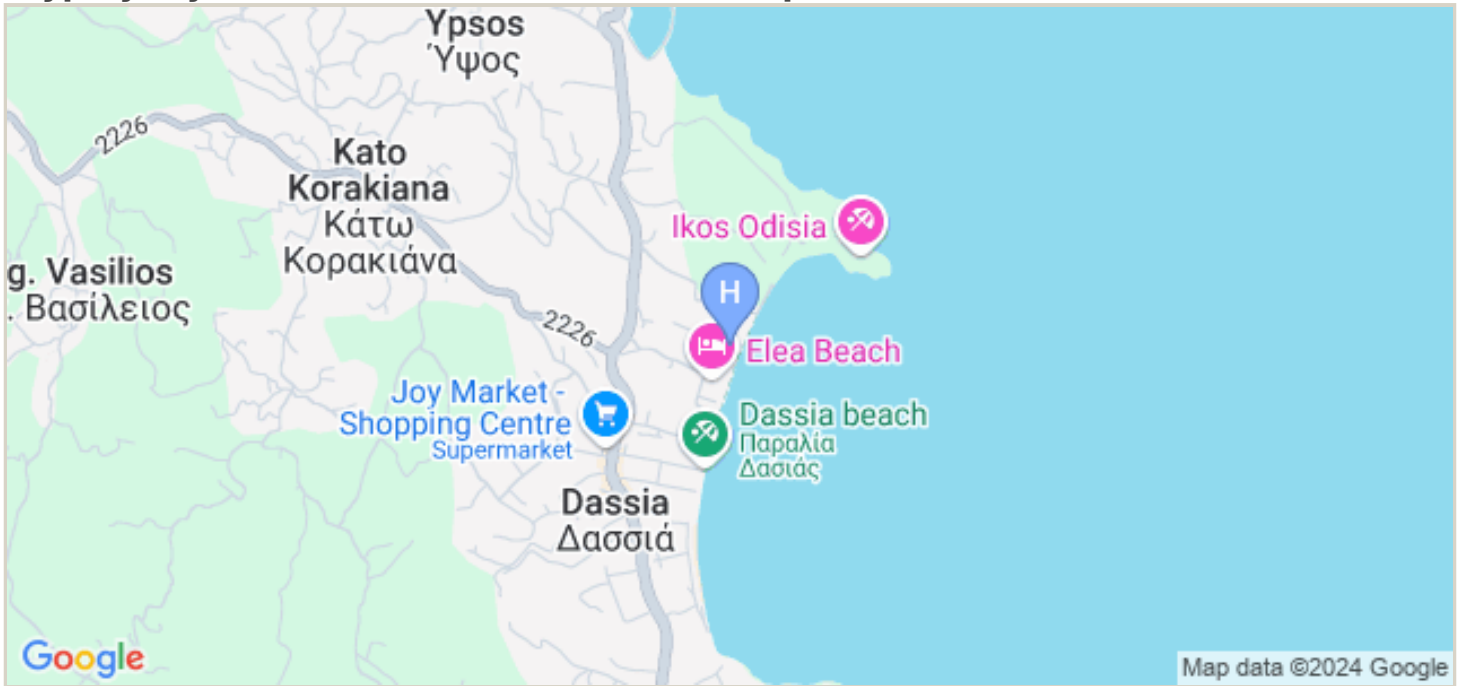 Ypsos
Ύψος
2226
Kato
Korakiana
Κάτω
Κορακιάνα
Ikos Odisia
g. Vasilios
. Βασίλειος
H
2226
Elea Beach
Joy Market -
Shopping Centre
Supermarket
Dassia beach
Παραλία
Δασιάς
Dassia
Δασσιά
Google
Map data ©2024 Google